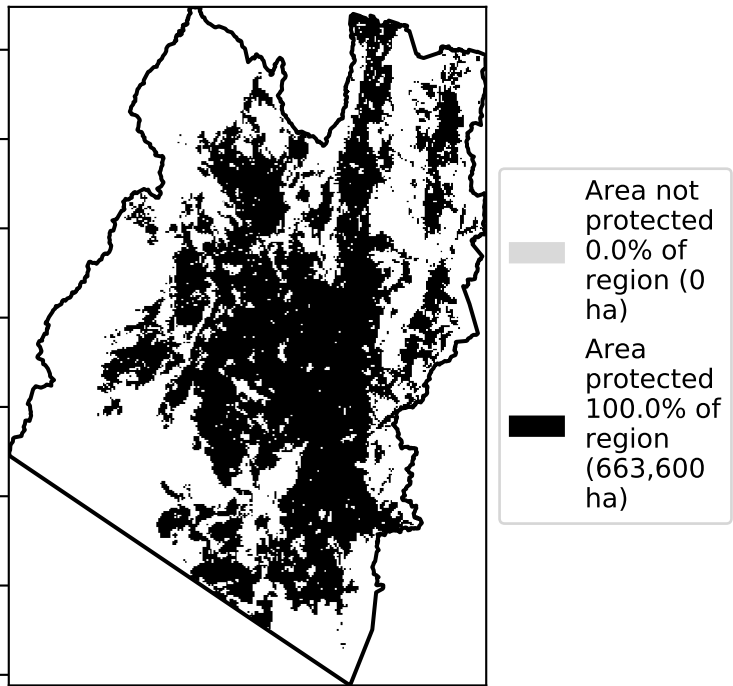 Area not
protected
0.0% of
region (0
ha)
Area
protected
100.0% of
region
(663,600
ha)